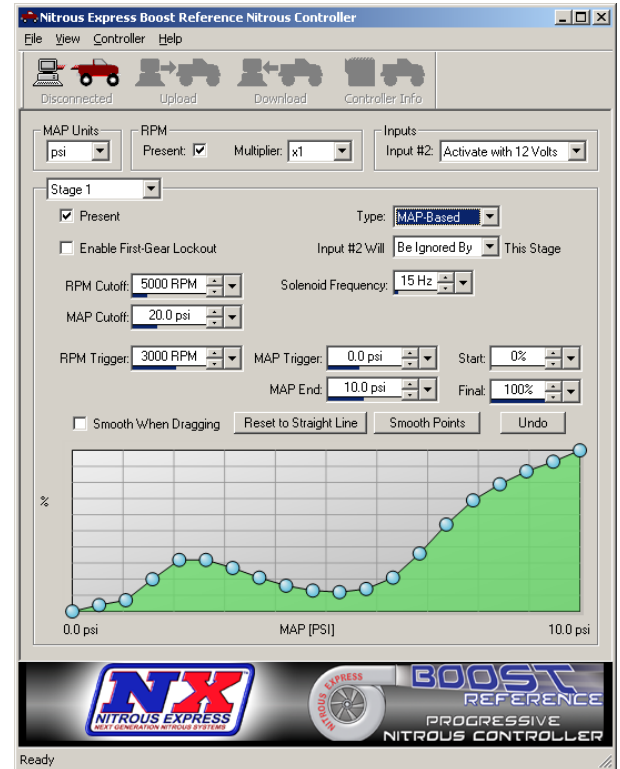 Nitrous Express Boost Reference Nitrous Controller
File View Controller Help
Disconnected Upload Download Controller Info
MAP Units RPM Inputs
psi Present: Multiplier: x1 Input #2: Activate with 12 Volts
Stage 1
Present Type: MAP-Based
Enable First-Gear Lockout Input #2 Will Be Ignored By This Stage
RPM Cutoff: 5000 RPM Solenoid Frequency: 15 Hz
MAP Cutoff: 20.0 psi
RPM Trigger: 3000 RPM MAP Trigger: 0.0 psi Start: 0%
MAP End: 10.0 psi Final: 100%
Smooth When Dragging Reset to Straight Line Smooth Points Undo
%
0.0 psi MAP [PSI] 10.0 psi
NX
NITROUS EXPRESS
NEXT GENERATION NITROUS SYSTEMS
NITROUS EXPRESS
BOOST
REFERENCE
PROGRESSIVE
NITROUS CONTROLLER
Ready